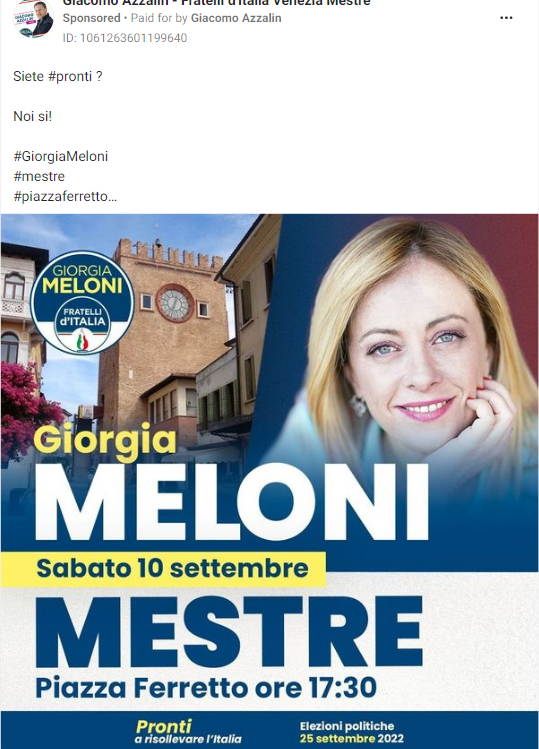 Giacomo Azzalin - Fratelli d'Italia Venezia Mestre
Sponsored • Paid for by Giacomo Azzalin
ID: 1061263601199640
Siete #pronti ?
Noi si!
#GiorgiaMeloni
#mestre
#piazzaferretto...
GIORGIA
MELONI
FRATELLI
d'ITALIA
Giorgia
MELONI
Sabato 10 settembre
MESTRE
Piazza Ferretto ore 17:30
Pronti
a risollevare l'Italia
Elezioni politiche
25 settembre 2022